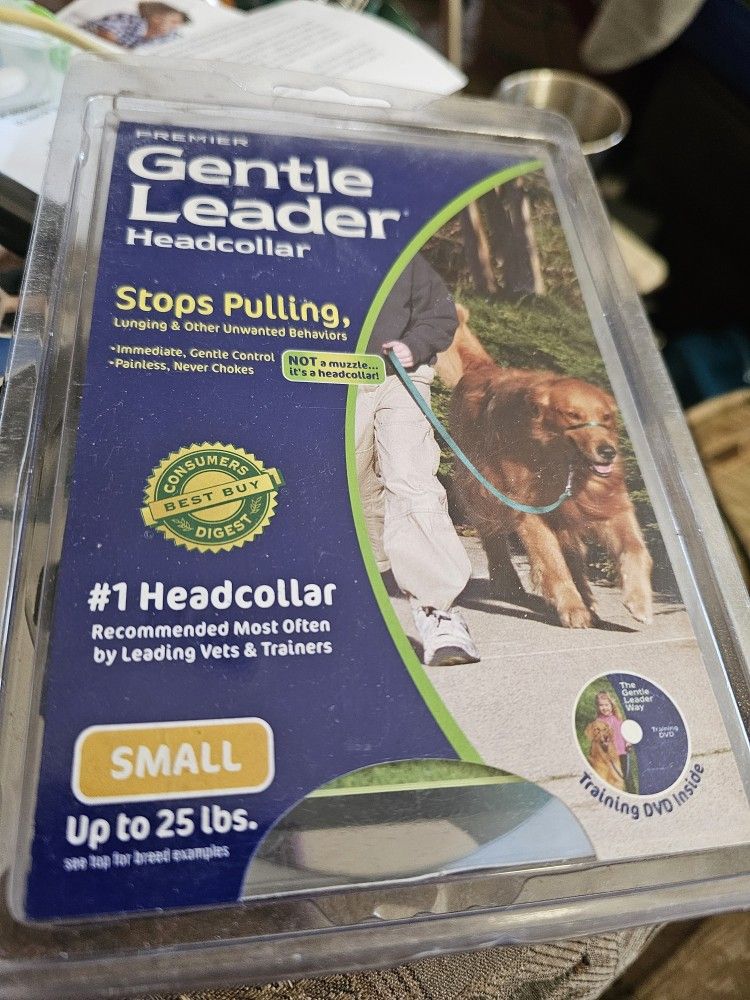 PREMIER
Gentle
Leader®
Headcollar
Stops Pulling,
Lunging & Other Unwanted Behaviors
•Immediate, Gentle Control
•Painless, Never Chokes
NOT a muzzle...
it's a headcollar!
CONSUMERS
BEST BUY
DIGEST
#1 Headcollar
Recommended Most Often
by Leading Vets & Trainers
SMALL
Up to 25 lbs.
see top for breed examples
The
Gentle
Leader
Way
Training
DVD
Training DVD Inside